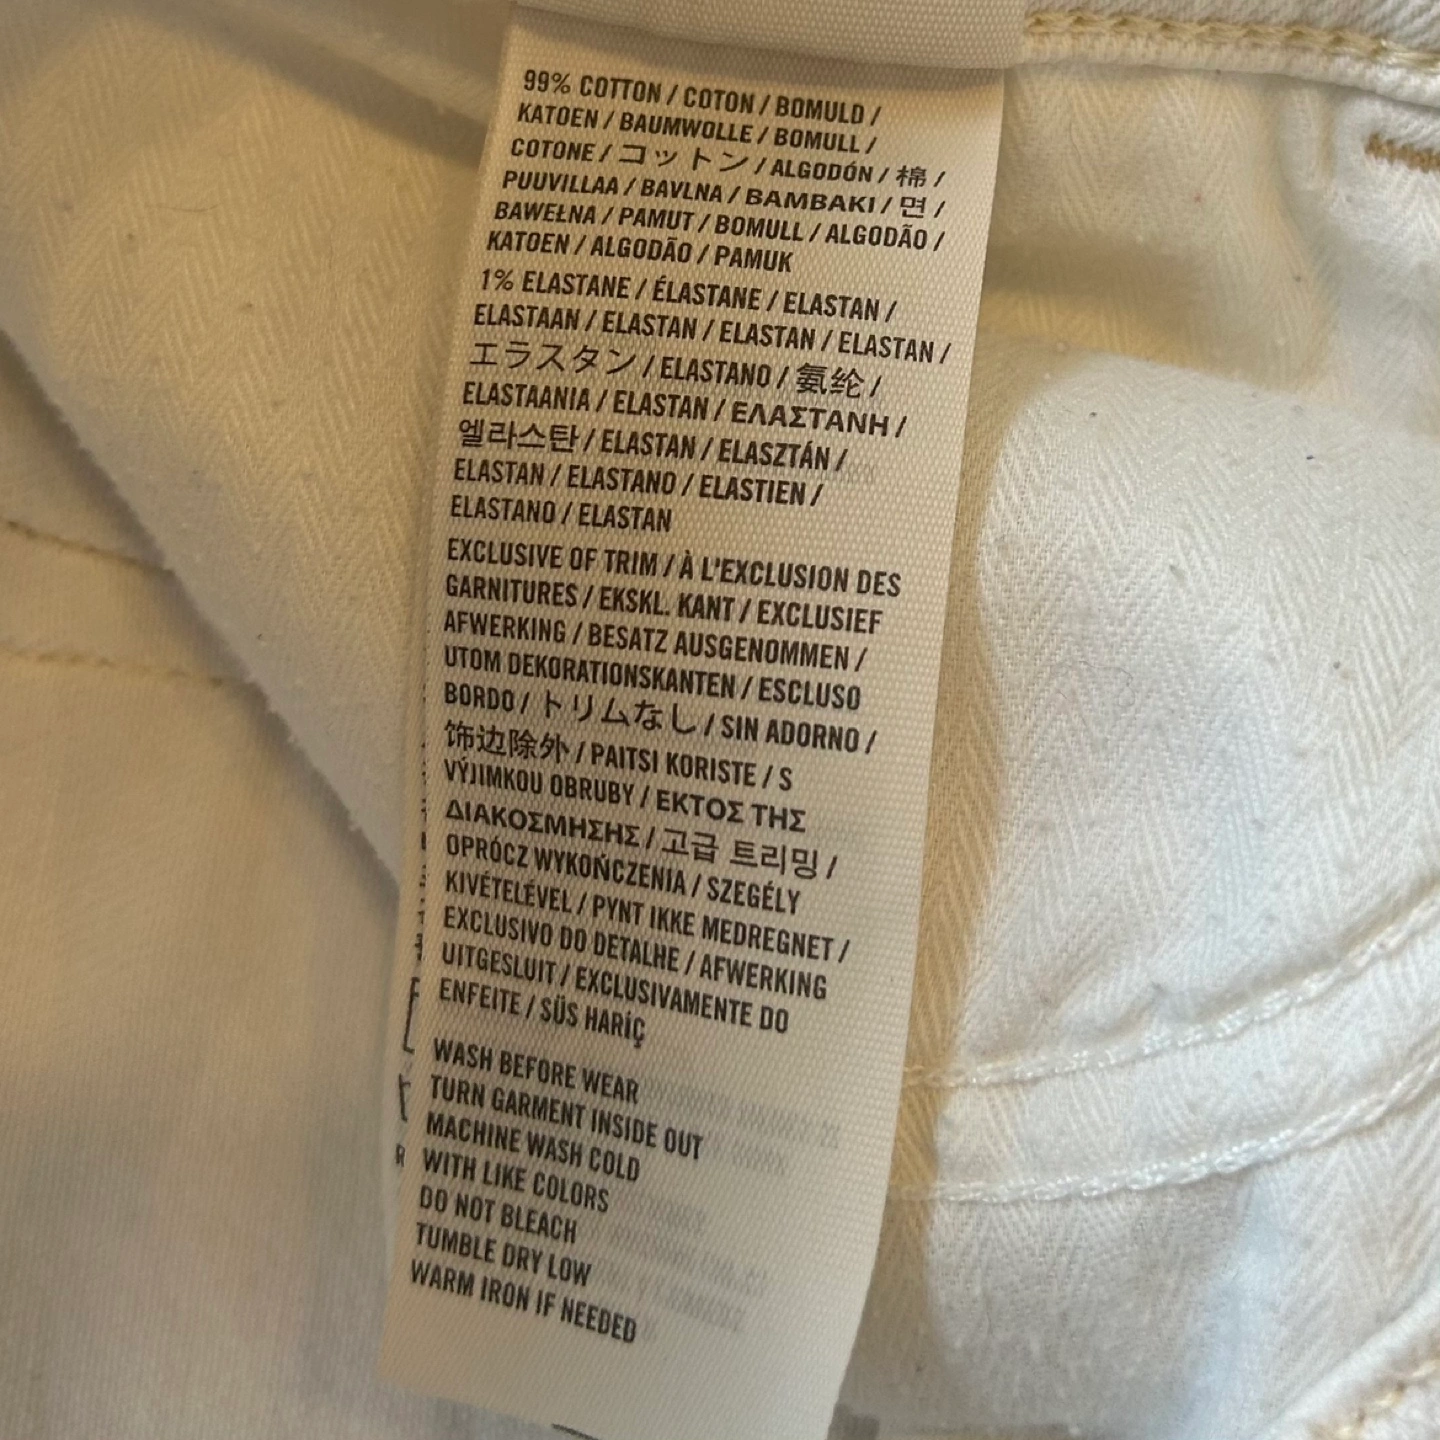 99% COTTON / COTON / BOMULD /
KATOEN / BAUMWOLLE / BOMULL /
COTONE / コットン / ALGODÓN / 棉 /
PUUVILLAA / BAVLNA / BAMBAKI / 면 /
BAWEŁNA / PAMUT / BOMULL / ALGODÃO /
KATOEN / ALGODÃO / PAMUK
1% ELASTANE / ÉLASTANE / ELASTAN /
ELASTAAN / ELASTAN / ELASTAN / ELASTAN /
エラスタン / ELASTANO / 氨纶 /
ELASTAANIA / ELASTAN / ΕΛΑΣΤΑΝΗ /
엘라스탄 / ELASTAN / ELASZTÁN /
ELASTAN / ELASTANO / ELASTIEN /
ELASTANO / ELASTAN
EXCLUSIVE OF TRIM / À L'EXCLUSION DES
GARNITURES / EKSKL. KANT / EXCLUSIEF
AFWERKING / BESATZ AUSGENOMMEN /
UTOM DEKORATIONSKANTEN / ESCLUSO
BORDO / トリムなし / SIN ADORNO /
饰边除外 / PAITSI KORISTE / S
VÝJIMKOU OBRUBY / ΕΚΤΟΣ ΤΗΣ
ΔΙΑΚΟΣΜΗΣΗΣ / 고급 트리밍 /
OPRÓCZ WYKOŃCZENIA / SZEGÉLY
KIVÉTELÉVEL / PYNT IKKE MEDREGNET /
EXCLUSIVO DO DETALHE / AFWERKING
UITGESLUIT / EXCLUSIVAMENTE DO
ENFEITE / SÜS HARİÇ
WASH BEFORE WEAR
TURN GARMENT INSIDE OUT
MACHINE WASH COLD
WITH LIKE COLORS
DO NOT BLEACH
TUMBLE DRY LOW
WARM IRON IF NEEDED